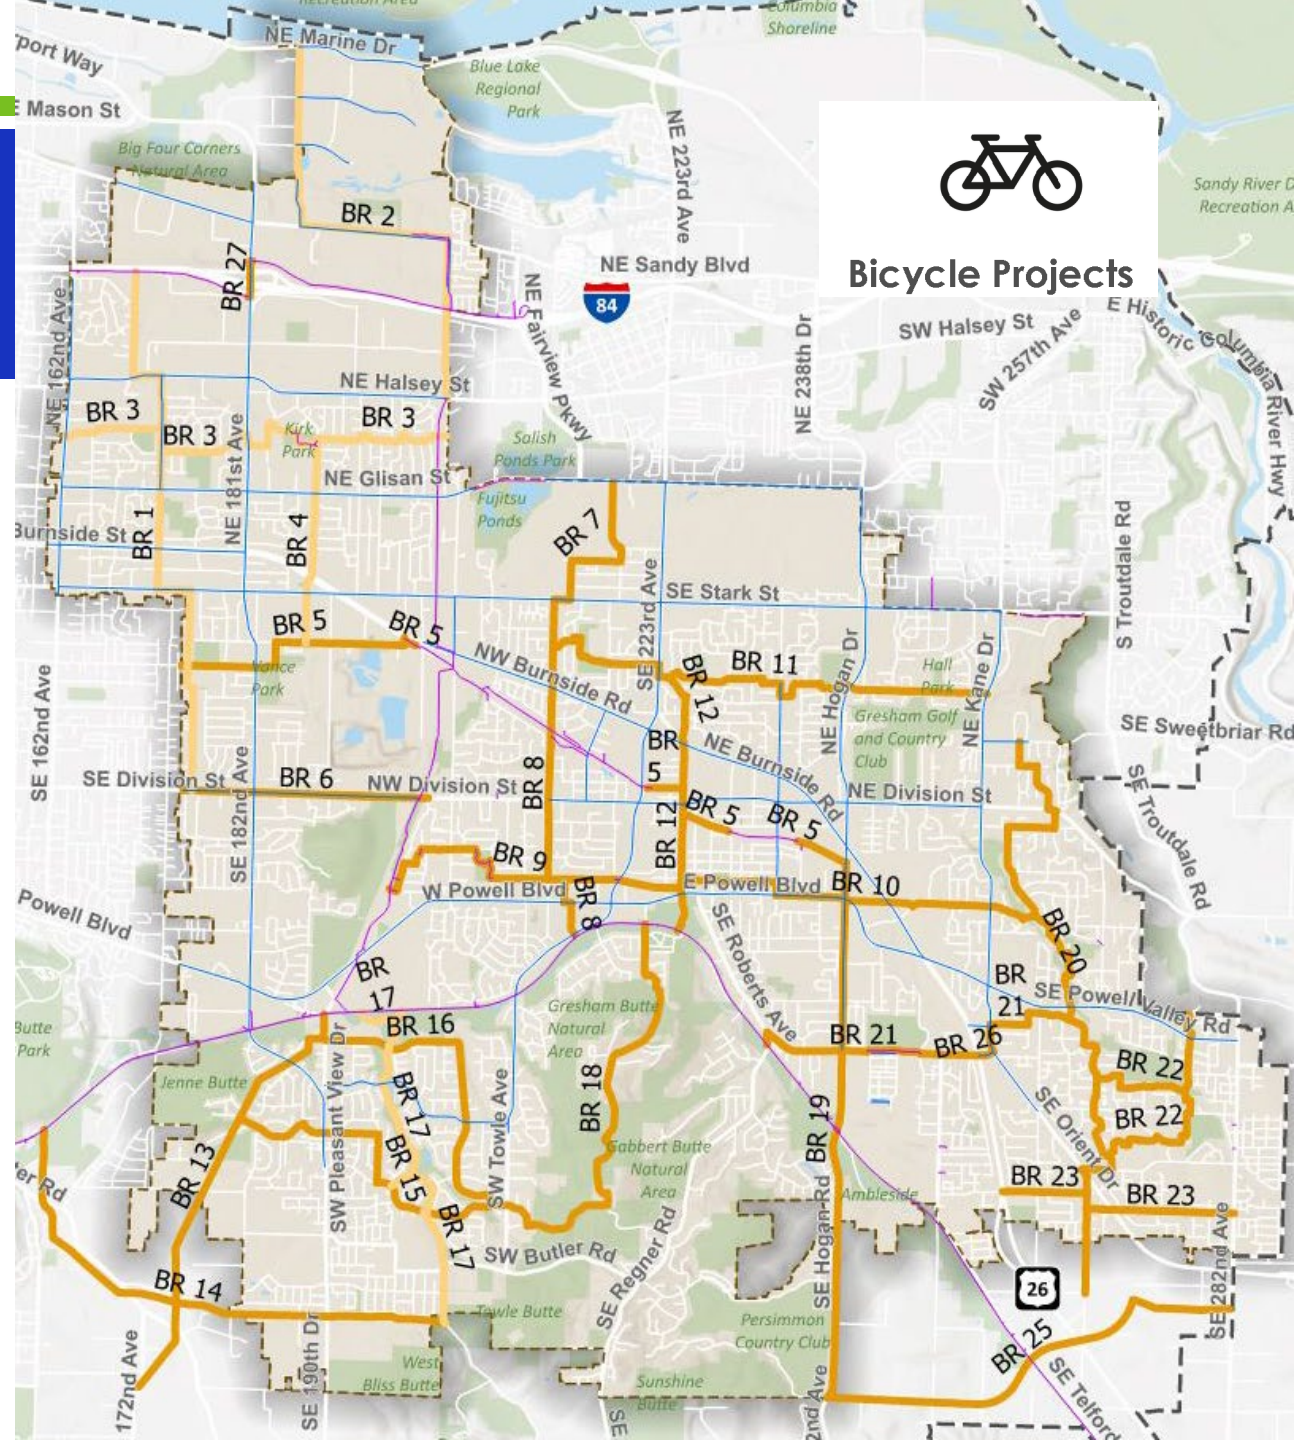 Recreation Area
Columbia
Shoreline
NE Marine Dr
port Way
Blue Lake
Regional
Park
E Mason St
NE 223rd Ave
Big Four Corners
Natural Area
Sandy River D
Recreation A
BR 2
BR 27
NE Sandy Blvd
Bicycle Projects
84
NE 162nd Ave
NE Fairview Pkwy
NE 238th Dr
SW Halsey St
SW 257th Ave
E Historic Columbia River Hwy
NE Halsey St
BR 3
BR 3
BR 3
Kirk
Park
NE 181st Ave
Salish
Ponds Park
NE Glisan St
Fujitsu
Ponds
BR 1
BR 4
BR 7
Burnside St
S Troutdale Rd
SE Stark St
SE 223rd Ave
BR 5
BR 5
NW Burnside Rd
Vance
Park
BR 12
BR 11
NE Hogan Dr
Hall
Park
NE Kane Dr
SE 162nd Ave
Gresham Golf
and Country
Club
SE Sweetbriar Rd
BR
5
NE Burnside Rd
SE Division St
BR 6
NW Division St
BR 8
NE Division St
SE Troutdale Rd
SE 182nd Ave
BR 12
BR 5
BR 5
BR 9
W Powell Blvd
BR 8
E Powell Blvd
BR 10
Powell Blvd
SE Roberts Ave
BR 20
BR
17
BR
21
SE Powell Valley Rd
Butte
Park
BR 16
Gresham Butte
Natural
Area
BR 21
BR 26
Jenne Butte
SW Pleasant View Dr
BR 17
SW Towle Ave
BR 18
BR 22
BR 22
SE Orient Dr
BR 19
BR 13
BR 15
Gabbert Butte
Natural
Area
er Rd
BR 23
BR 23
Ambleside
BR 17
SW Butler Rd
SE Regner Rd
SE Hogan Rd
SE 282nd Ave
BR 14
26
Towle Butte
Persimmon
Country Club
BR 25
172nd Ave
SE 190th Dr
West
Bliss Butte
Sunshine
Butte
SE
2nd Ave
SE Telford